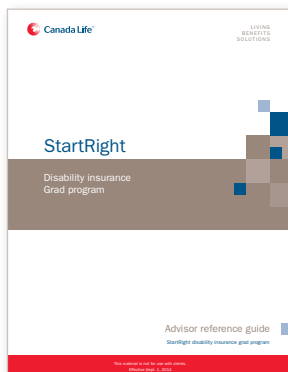 Canada Life
LIVING
BENEFITS
SOLUTIONS
StartRight
Disability insurance
Grad program
Advisor reference guide
StartRight disability insurance grad program
This material is not for use with clients.
Effective Sept. 1, 2012